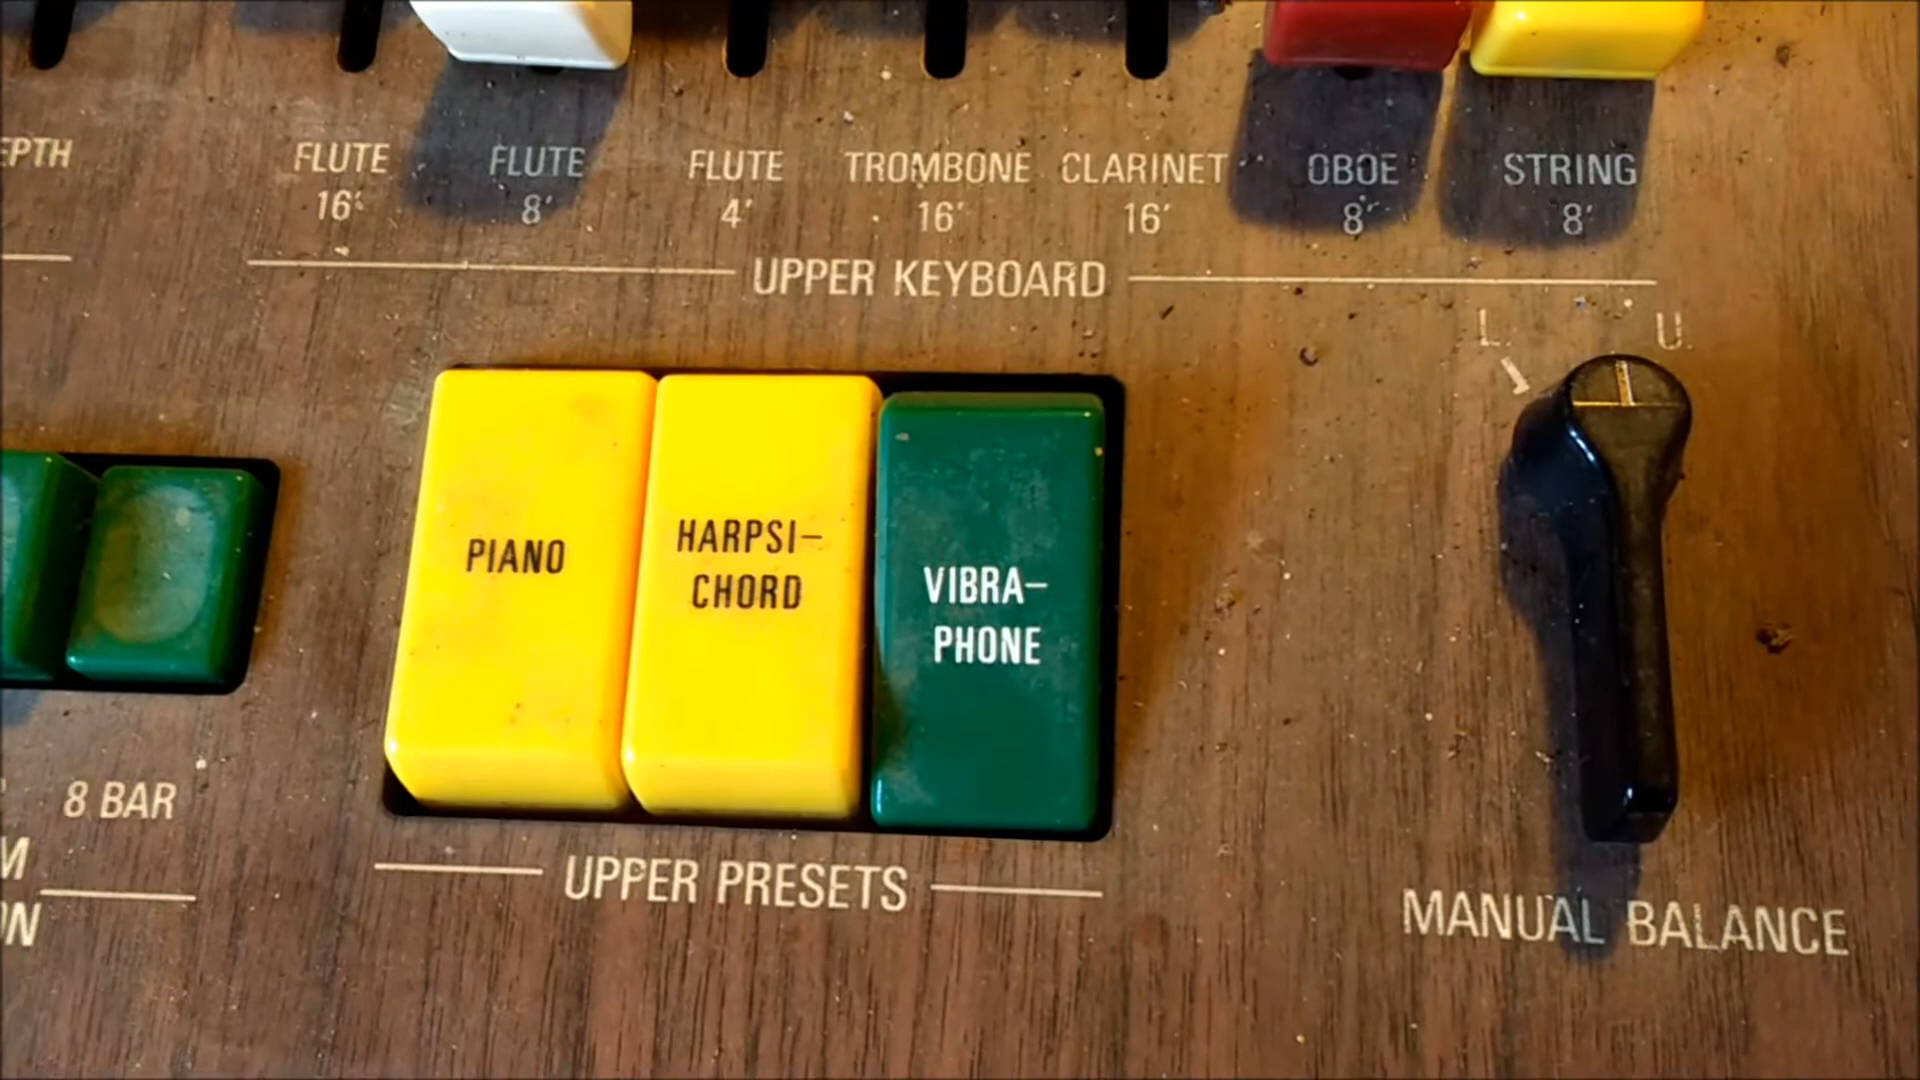 FLUTE FLUTE FLUTE TROMBONE CLARINET OBOE STRING
16' 8' 4' 16' 16' 8' 8'
UPPER KEYBOARD
L. U.
PIANO
HARPSI-
CHORD
VIBRA-
PHONE
8 BAR
UPPER PRESETS
MANUAL BALANCE